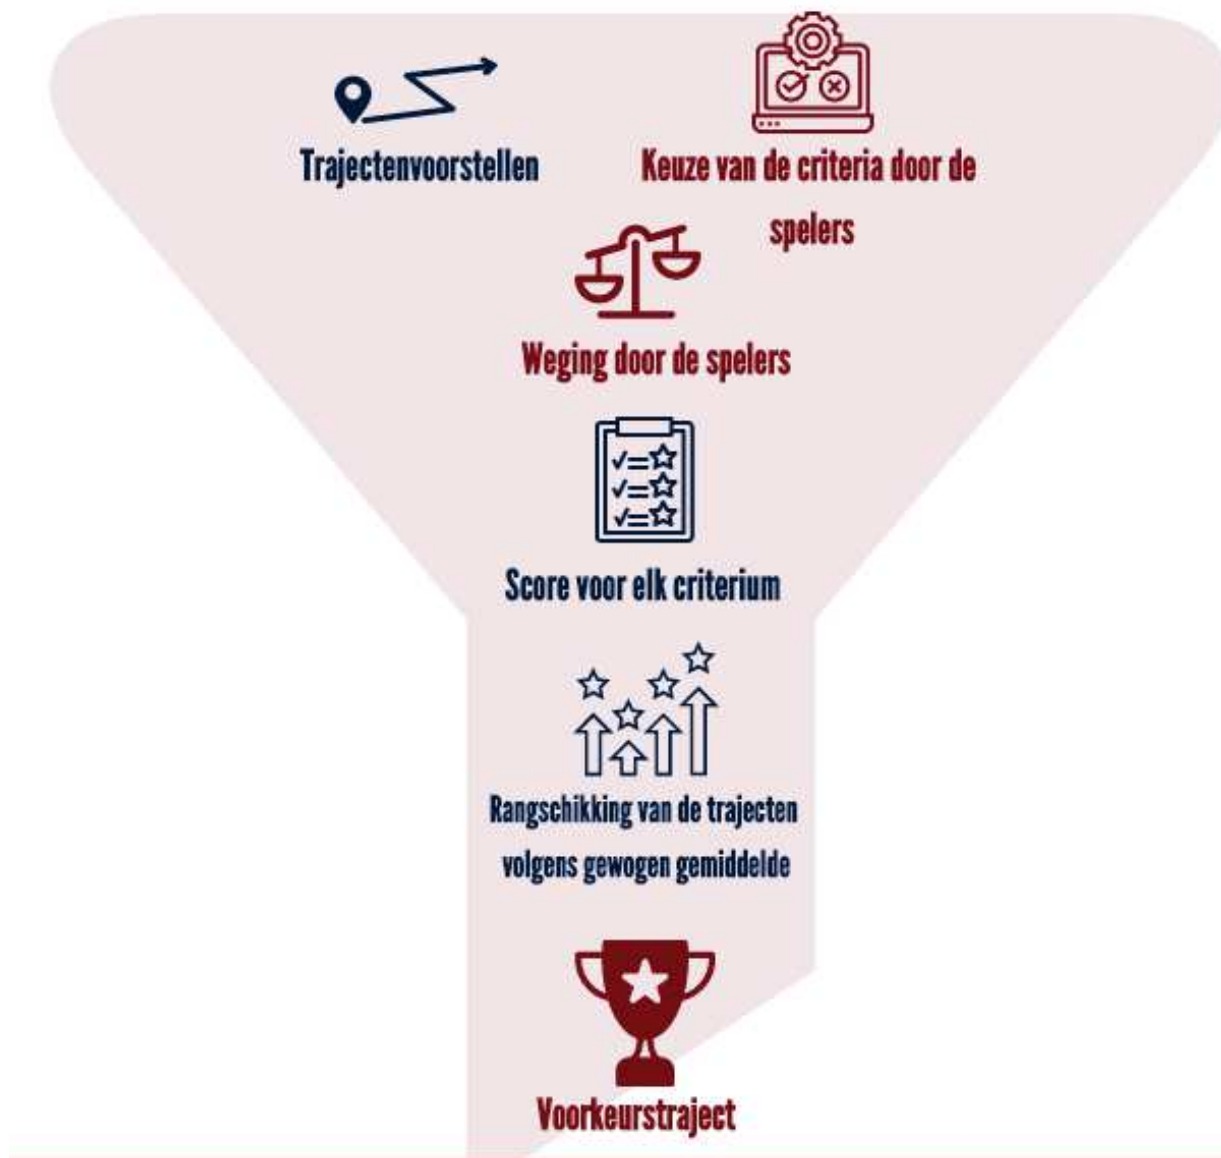 Trajectenvoorstellen
Keuze van de criteria door de
spelers
Weging door de spelers
Score voor elk criterium
Rangschikking van de trajecten
volgens gewogen gemiddelde
Voorkeurstraject